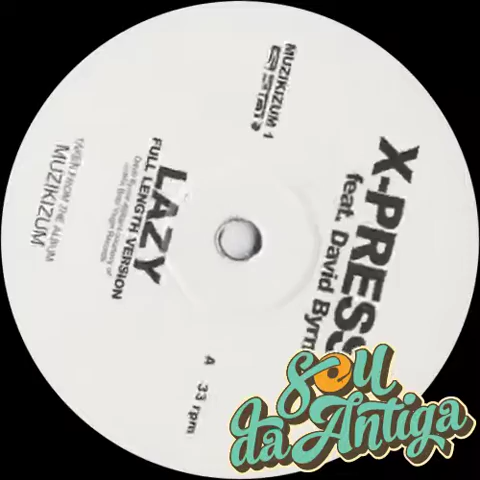 X-PRESS
feat. David Byrn
MUZIKIZUM 1
LAZY
FULL LENGTH VERSION
TAKEN FROM THE ALBUM
MUZIKIZUM
A 33 rpm
Sou
da Antiga